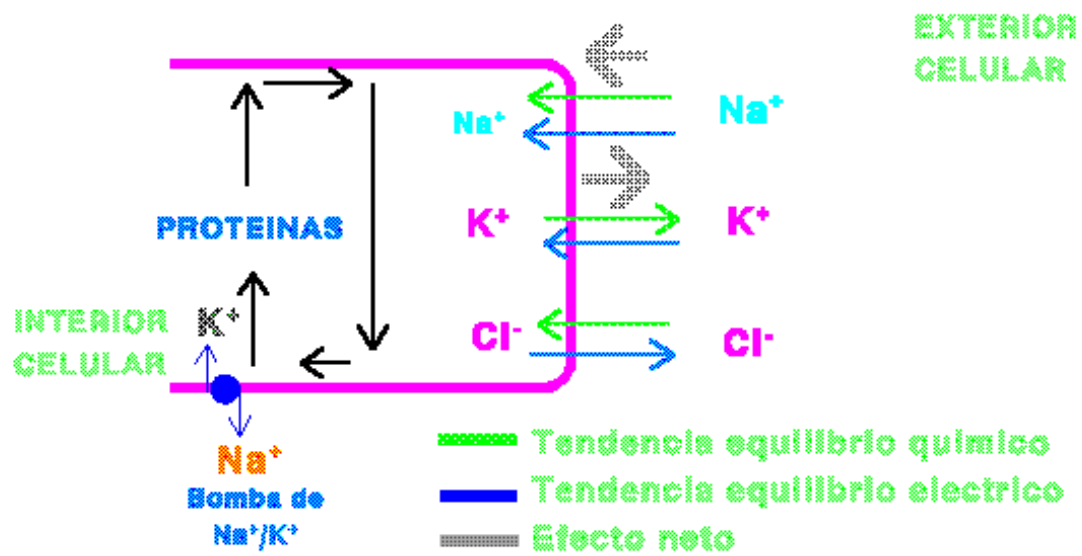 EXTERIOR
CELULAR
Na⁺
Na⁺
PROTEINAS
K⁺
K⁺
INTERIOR
CELULAR
K⁺
Cl⁻
Cl⁻
Na⁺
Bomba de
Na⁺/K⁺
Tendencia equilibrio quimico
Tendencia equilibrio electrico
Efecto neto